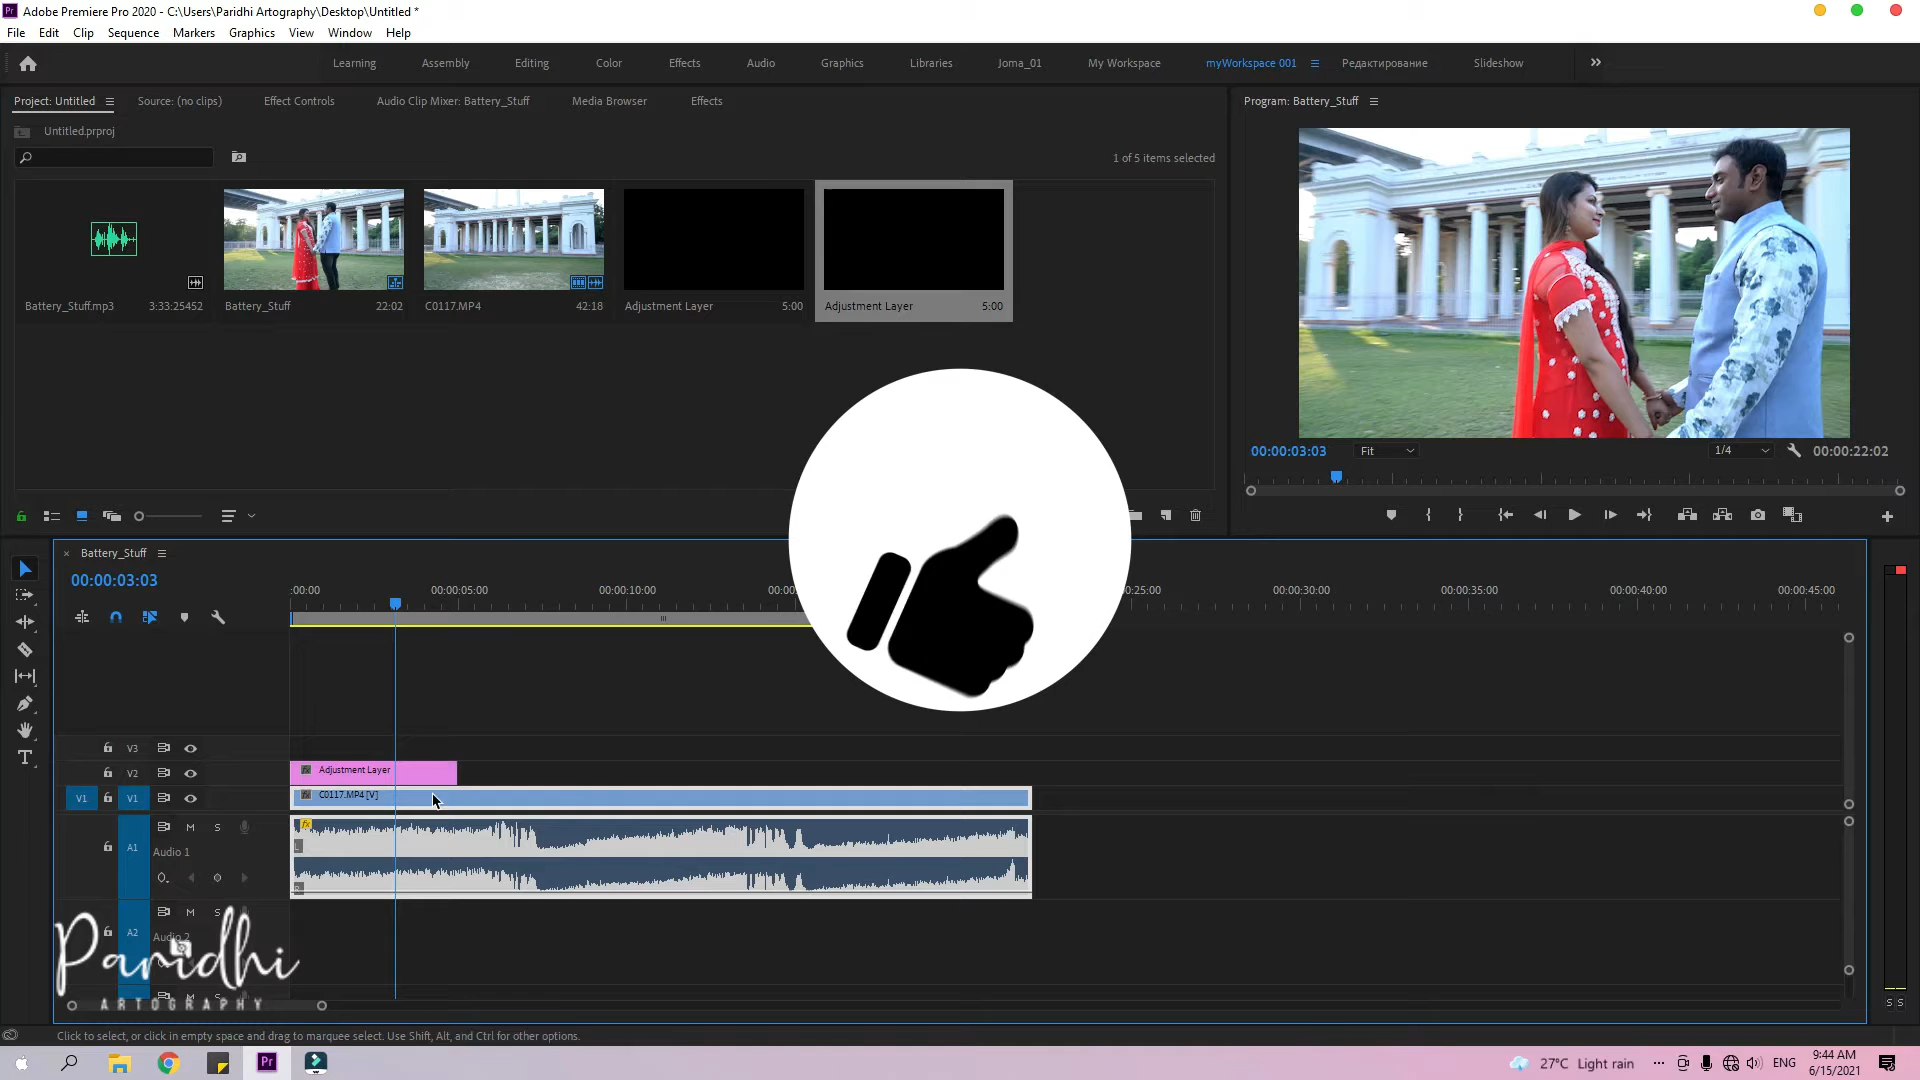 Adobe Premiere Pro 2020 - C:\Users\Paridhi Artography\Desktop\Untitled *
File Edit Clip Sequence Markers Graphics View Window Help
Learning Assembly Editing Color Effects Audio Graphics Libraries Joma_01 My Workspace myWorkspace 001 Редактирование Slideshow
Project: Untitled Source: (no clips) Effect Controls Audio Clip Mixer: Battery_Stuff Media Browser Effects
Program: Battery_Stuff
Untitled.prproj
1 of 5 items selected
Battery_Stuff.mp3 3:33:25452
Battery_Stuff 22:02
C0117.MP4 42:18
Adjustment Layer 5:00
Adjustment Layer 5:00
00:00:03:03 Fit 1/4 00:00:22:02
Battery_Stuff
00:00:03:03
:00:00 00:00:05:00 00:00:10:00 00:00:30:00 00:00:35:00 00:00:40:00 00:00:45:00
V3
V2 Adjustment Layer
V1 V1 C0117.MP4 [V]
M S
A1 Audio 1
L
R
M S
A2 Audio 2
M S
Paridhi
ARTOGRAPHY
S S
Click to select, or click in empty space and drag to marquee select. Use Shift, Alt, and Ctrl for other options.
Pr
27°C Light rain ENG 9:44 AM
6/15/2021